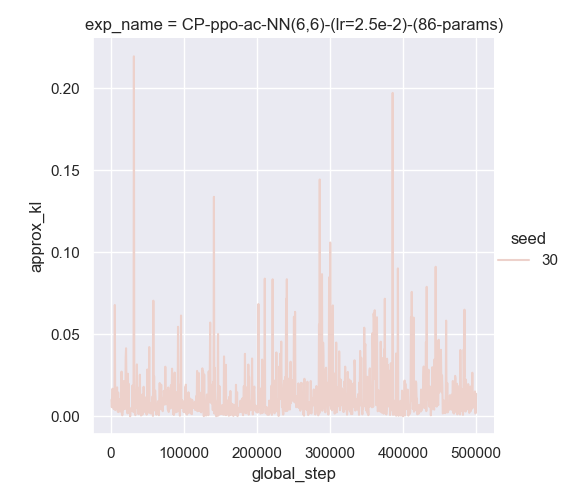 exp_name = CP-ppo-ac-NN(6,6)-(lr=2.5e-2)-(86-params)
0.20
0.15
0.10
0.05
0.00
approx_kl
0 100000 200000 300000 400000 500000
global_step
seed
30